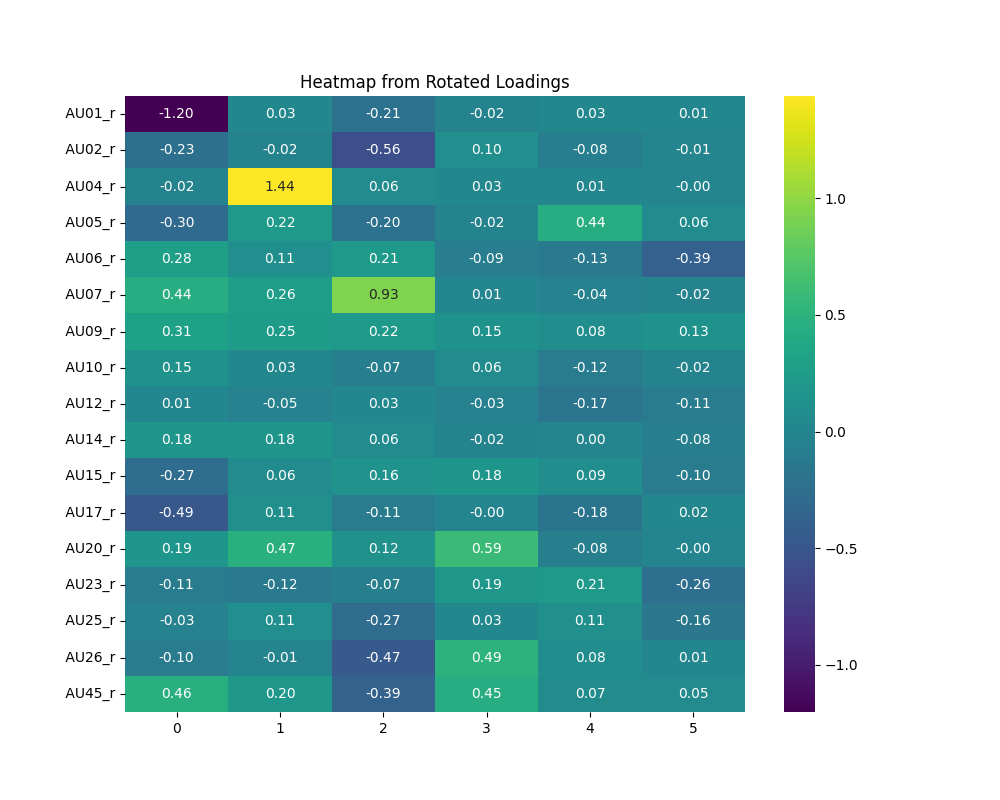 Heatmap from Rotated Loadings
AU01_r -1.20 0.03 -0.21 -0.02 0.03 0.01
AU02_r -0.23 -0.02 -0.56 0.10 -0.08 -0.01
AU04_r -0.02 1.44 0.06 0.03 0.01 -0.00
AU05_r -0.30 0.22 -0.20 -0.02 0.44 0.06
AU06_r 0.28 0.11 0.21 -0.09 -0.13 -0.39
AU07_r 0.44 0.26 0.93 0.01 -0.04 -0.02
AU09_r 0.31 0.25 0.22 0.15 0.08 0.13
AU10_r 0.15 0.03 -0.07 0.06 -0.12 -0.02
AU12_r 0.01 -0.05 0.03 -0.03 -0.17 -0.11
AU14_r 0.18 0.18 0.06 -0.02 0.00 -0.08
AU15_r -0.27 0.06 0.16 0.18 0.09 -0.10
AU17_r -0.49 0.11 -0.11 -0.00 -0.18 0.02
AU20_r 0.19 0.47 0.12 0.59 -0.08 -0.00
AU23_r -0.11 -0.12 -0.07 0.19 0.21 -0.26
AU25_r -0.03 0.11 -0.27 0.03 0.11 -0.16
AU26_r -0.10 -0.01 -0.47 0.49 0.08 0.01
AU45_r 0.46 0.20 -0.39 0.45 0.07 0.05
0 1 2 3 4 5
1.0
0.5
0.0
−0.5
−1.0